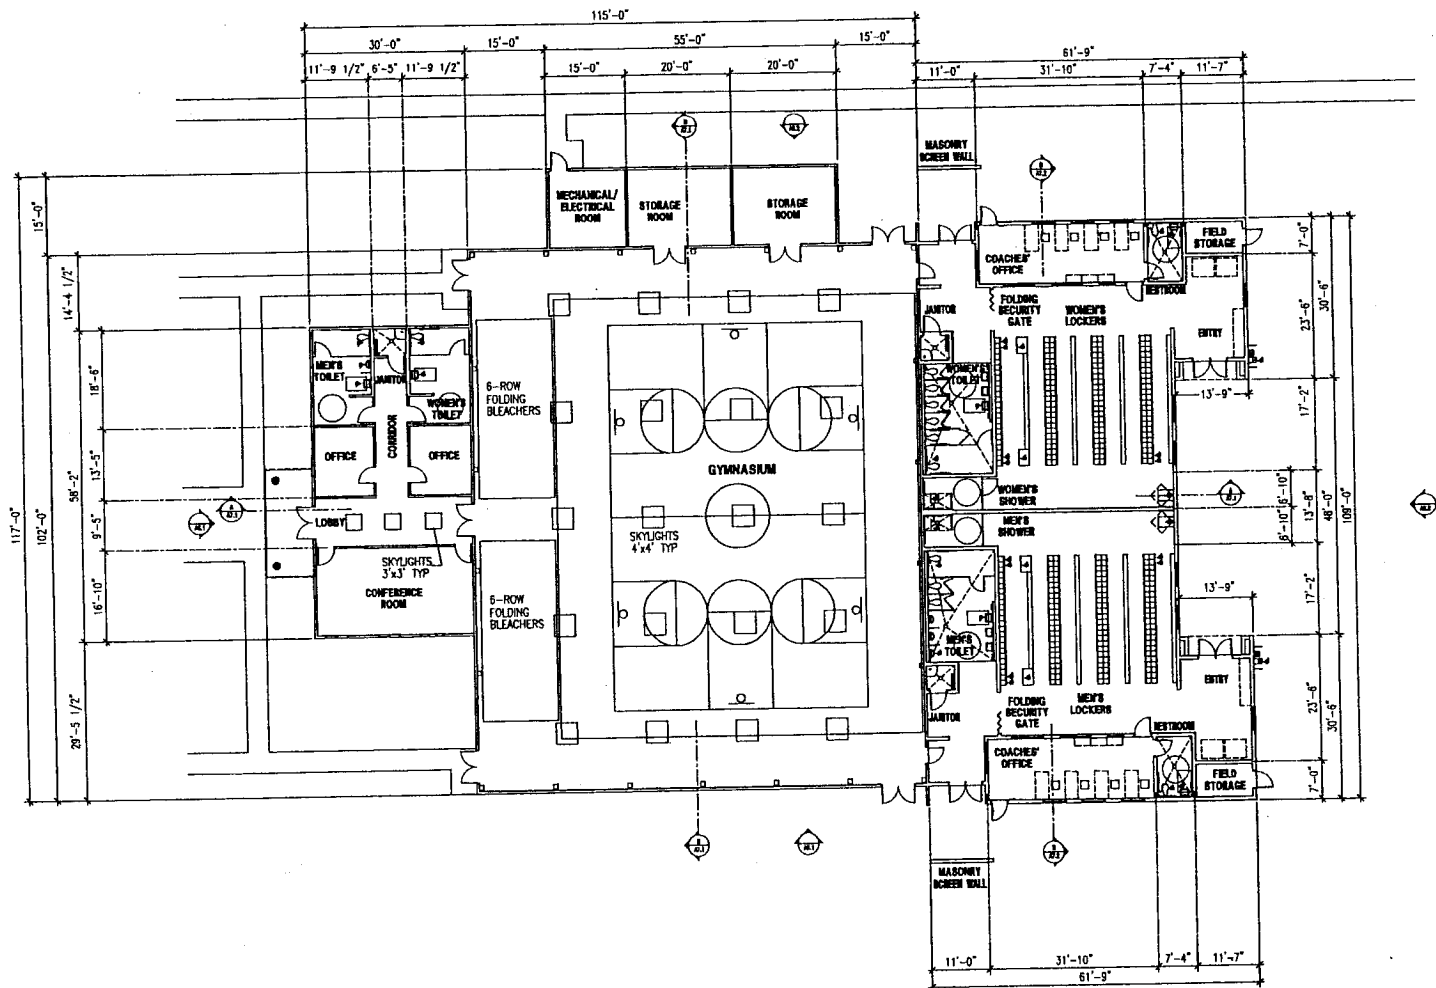 115'-0"
30'-0"
15'-0"
55'-0"
15'-0"
61'-9"
11'-9 1/2"
6'-5"
11'-9 1/2"
15'-0"
20'-0"
20'-0"
11'-0"
31'-10"
7'-4"
11'-7"
MASONRY
SCREEN WALL
MECHANICAL/
ELECTRICAL
ROOM
STORAGE
ROOM
STORAGE
ROOM
COACHES'
OFFICE
RESTROOM
FIELD
STORAGE
JANITOR
FOLDING
SECURITY
GATE
WOMEN'S
LOCKERS
ENTRY
MEN'S
TOILET
JANITOR
WOMEN'S
TOILET
6-ROW
FOLDING
BLEACHERS
WOMEN'S
TOILET
OFFICE
CORRIDOR
OFFICE
GYMNASIUM
WOMEN'S
SHOWER
LOBBY
SKYLIGHTS
4'x4' TYP
MEN'S
SHOWER
SKYLIGHTS
3'x3' TYP
CONFERENCE
ROOM
6-ROW
FOLDING
BLEACHERS
MEN'S
TOILET
JANITOR
FOLDING
SECURITY
GATE
MEN'S
LOCKERS
ENTRY
RESTROOM
COACHES'
OFFICE
FIELD
STORAGE
MASONRY
SCREEN WALL
117'-0"
102'-0"
15'-0"
14'-4 1/2"
58'-2"
29'-5 1/2"
18'-6"
13'-5"
9'-5"
16'-10"
7'-0"
23'-6"
30'-6"
13'-9"
17'-2"
6'-10"
6'-10"
13'-8"
48'-0"
109'-0"
17'-2"
13'-9"
23'-6"
30'-6"
7'-0"
11'-0"
31'-10"
7'-4"
11'-7"
61'-9"